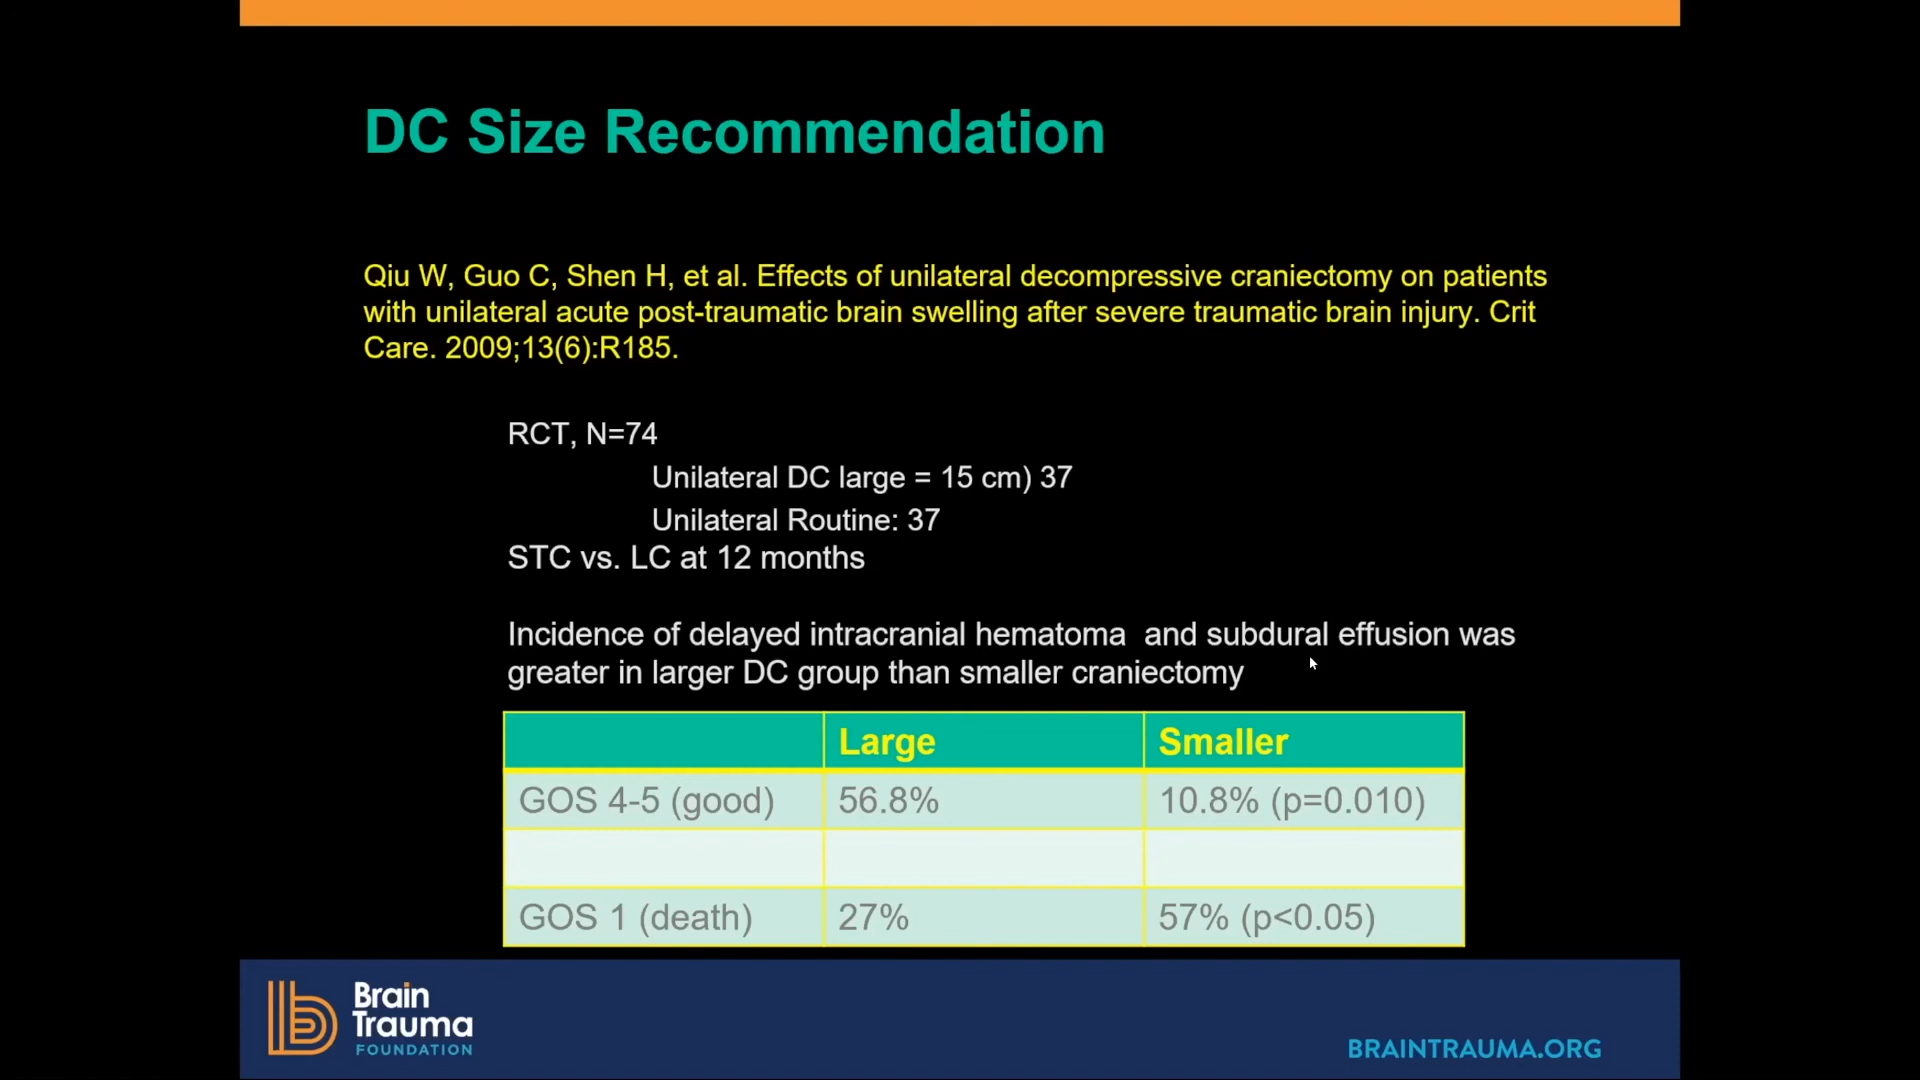 DC Size Recommendation
Qiu W, Guo C, Shen H, et al. Effects of unilateral decompressive craniectomy on patients
with unilateral acute post-traumatic brain swelling after severe traumatic brain injury. Crit
Care. 2009;13(6):R185.
RCT, N=74
Unilateral DC large = 15 cm) 37
Unilateral Routine: 37
STC vs. LC at 12 months
Incidence of delayed intracranial hematoma and subdural effusion was
greater in larger DC group than smaller craniectomy
Large Smaller
GOS 4-5 (good) 56.8% 10.8% (p=0.010)
GOS 1 (death) 27% 57% (p<0.05)
Brain
Trauma
FOUNDATION
BRAINTRAUMA.ORG